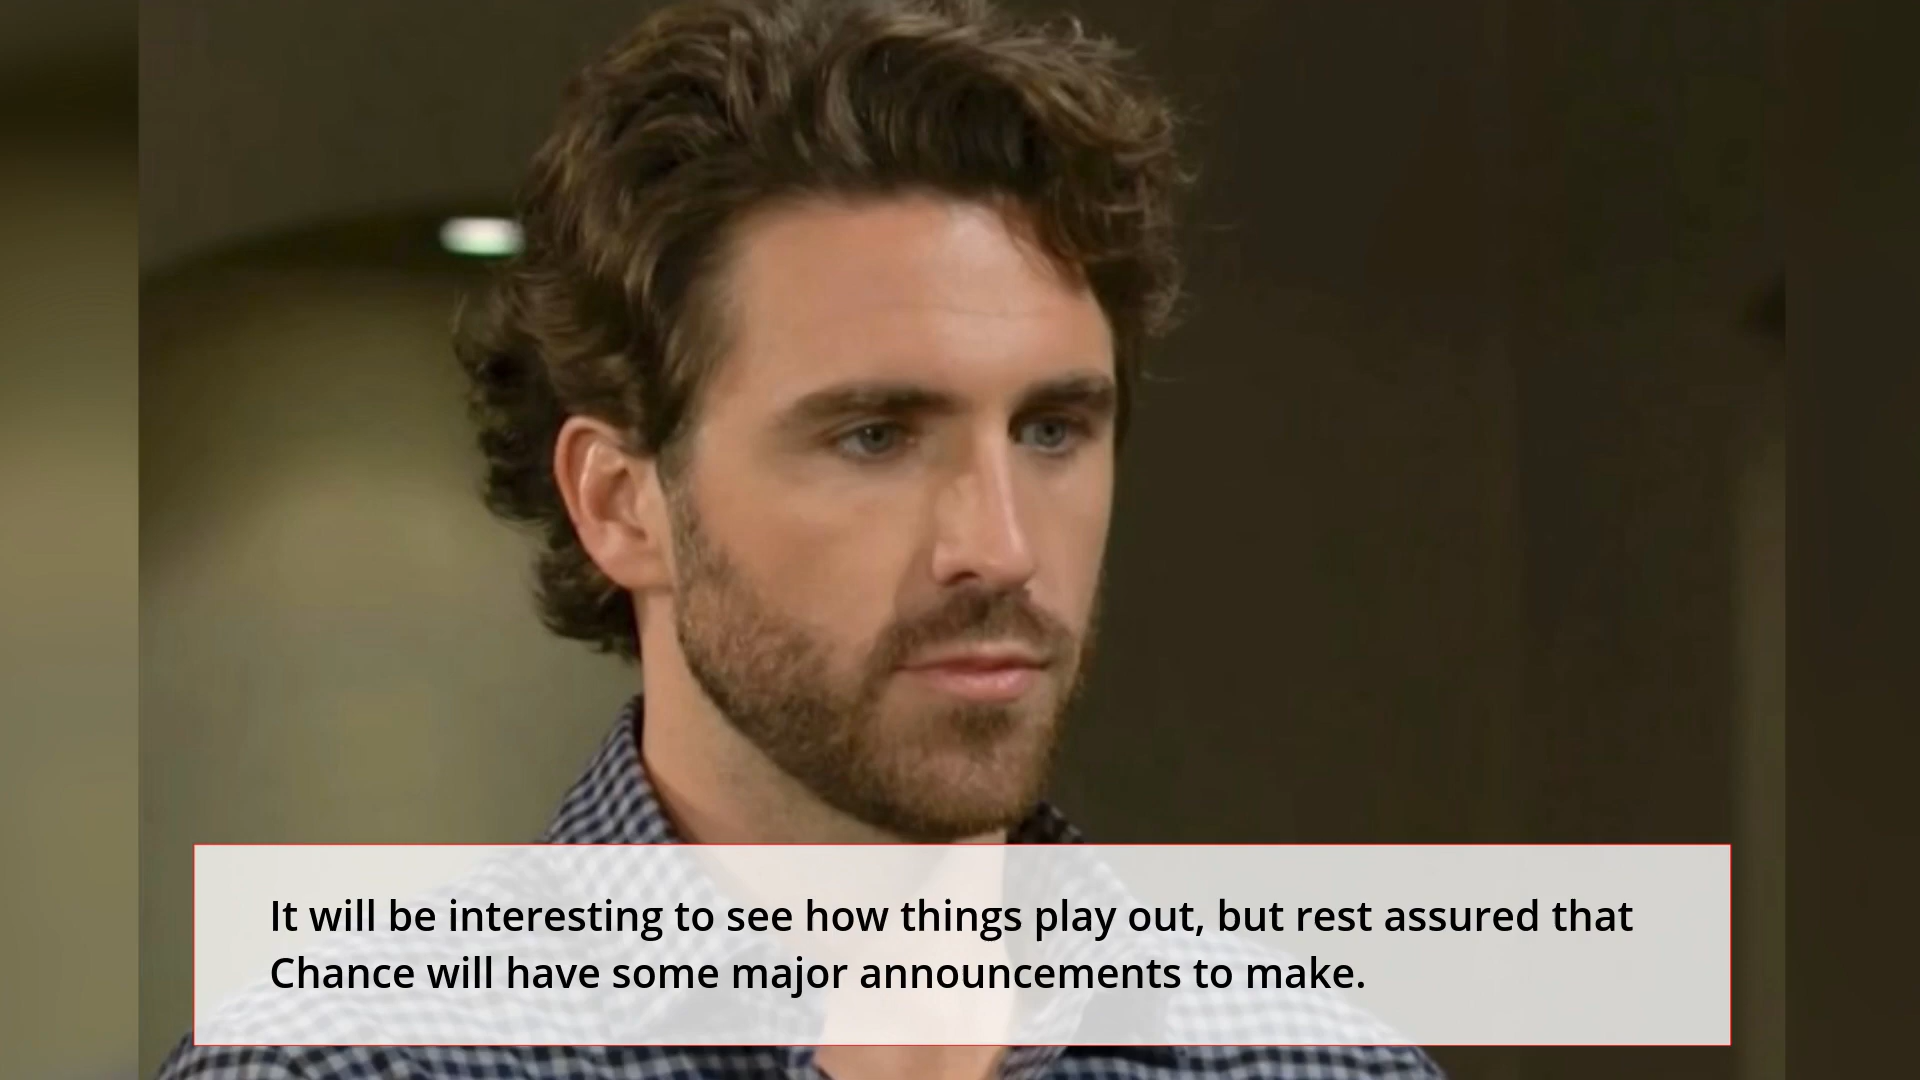 It will be interesting to see how things play out, but rest assured that
Chance will have some major announcements to make.